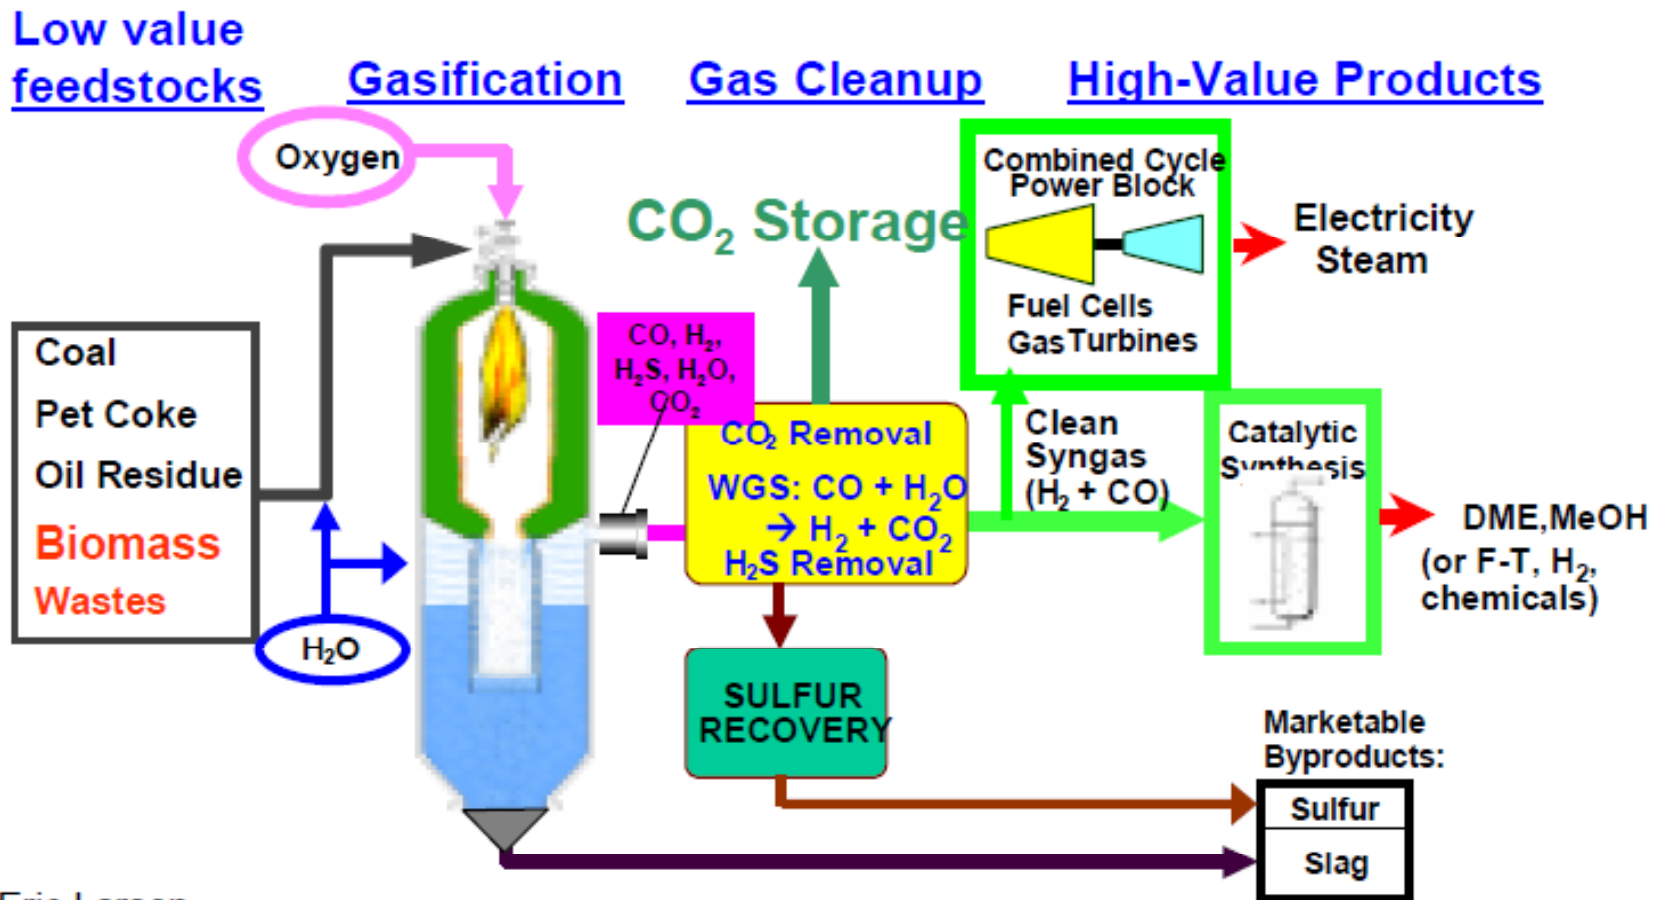 Low value
feedstocks
Gasification
Gas Cleanup
High-Value Products
Oxygen
Coal
Pet Coke
Oil Residue
Biomass
Wastes
H₂O
CO, H₂,
H₂S, H₂O,
CO₂
CO₂ Storage
CO₂ Removal
WGS: CO + H₂O
→ H₂ + CO₂
H₂S Removal
SULFUR
RECOVERY
Combined Cycle
Power Block
Fuel Cells
Gas Turbines
Electricity
Steam
Clean
Syngas
(H₂ + CO)
Catalytic
Synthesis
DME,MeOH
(or F-T, H₂,
chemicals)
Marketable
Byproducts:
Sulfur
Slag